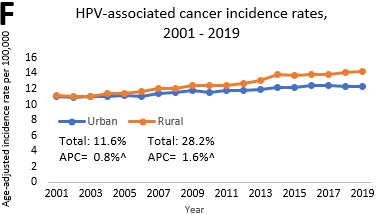 F
HPV-associated cancer incidence rates,
2001 - 2019
Age-adjusted incidence rate per 100,000
16
14
12
10
8
6
4
2
0
Urban Rural
Total: 11.6% Total: 28.2%
APC= 0.8%^ APC= 1.6%^
2001 2003 2005 2007 2009 2011 2013 2015 2017 2019
Year